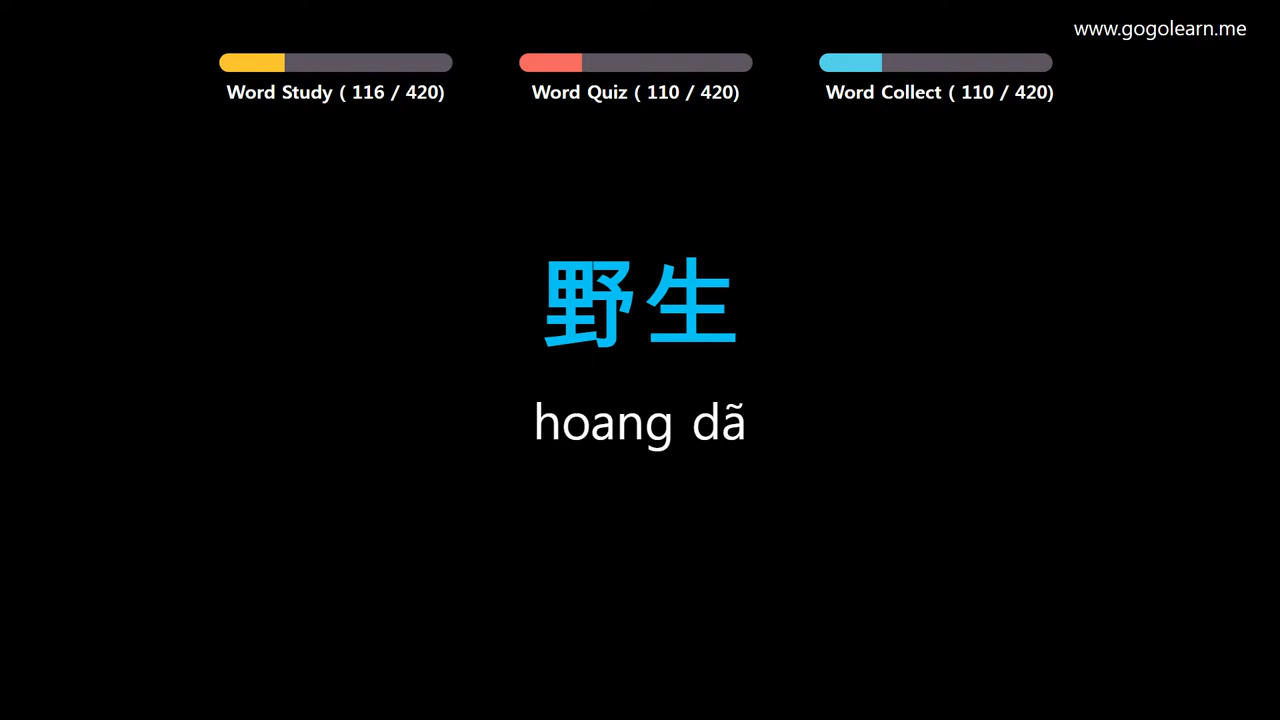 www.gogolearn.me
Word Study ( 116 / 420)
Word Quiz ( 110 / 420)
Word Collect ( 110 / 420)
野生
hoang dã